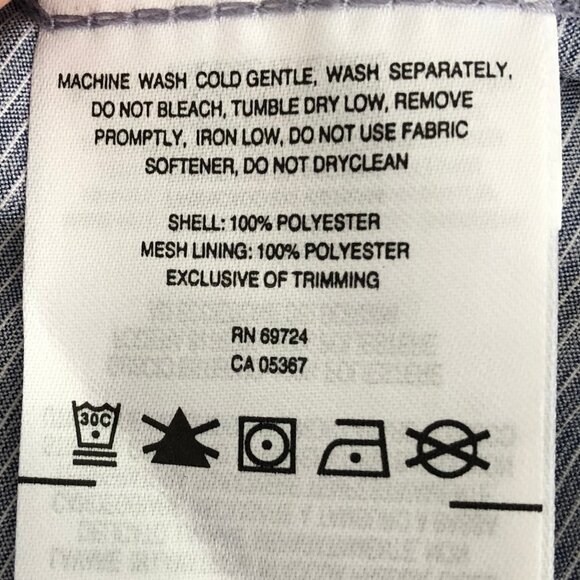 MACHINE WASH COLD GENTLE, WASH SEPARATELY,
DO NOT BLEACH, TUMBLE DRY LOW, REMOVE
PROMPTLY, IRON LOW, DO NOT USE FABRIC
SOFTENER, DO NOT DRYCLEAN
SHELL: 100% POLYESTER
MESH LINING: 100% POLYESTER
EXCLUSIVE OF TRIMMING
RN 69724
CA 05367
30C